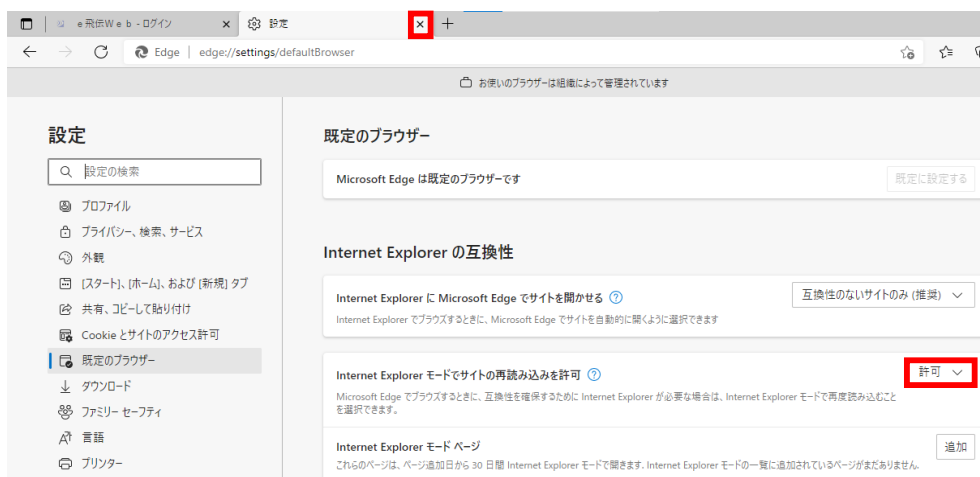 e飛伝Web - ログイン
設定
Edge | edge://settings/defaultBrowser
お使いのブラウザーは組織によって管理されています
設定
設定の検索
プロファイル
プライバシー、検索、サービス
外観
[スタート]、[ホーム]、および [新規] タブ
共有、コピーして貼り付け
Cookie とサイトのアクセス許可
既定のブラウザー
ダウンロード
ファミリー セーフティ
言語
プリンター
既定のブラウザー
Microsoft Edge は既定のブラウザーです
既定に設定する
Internet Explorer の互換性
Internet Explorer に Microsoft Edge でサイトを開かせる
互換性のないサイトのみ (推奨)
Internet Explorer でブラウズするときに、Microsoft Edge でサイトを自動的に開くように選択できます
Internet Explorer モードでサイトの再読み込みを許可
許可
Microsoft Edge でブラウズするときに、互換性を確保するために Internet Explorer が必要な場合は、Internet Explorer モードで再度読み込むこと
を選択できます。
Internet Explorer モード ページ
追加
これらのページは、ページ追加日から 30 日間 Internet Explorer モードで開きます. Internet Explorer モードの一覧に追加されているページがまだありません.